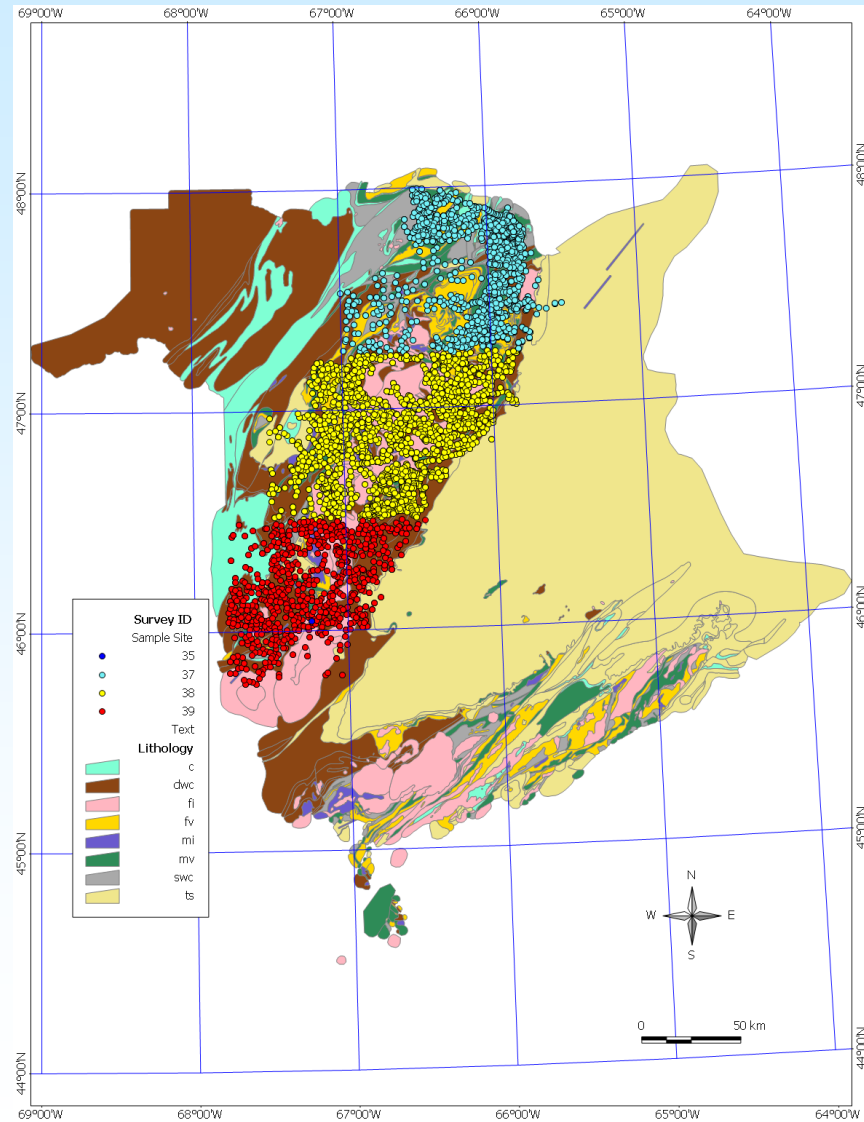 69°00'W 68°00'W 67°00'W 66°00'W 65°00'W 64°00'W
48°00'N 48°00'N
47°00'N 47°00'N
46°00'N 46°00'N
Survey ID
Sample Site
35
37
38
39
Text
Lithology
c
dwc
fi
fv
mi
mv
swc
ts
45°00'N 45°00'N
N
W E
S
0 50 km
44°00'N 44°00'N
69°00'W 68°00'W 67°00'W 66°00'W 65°00'W 64°00'W